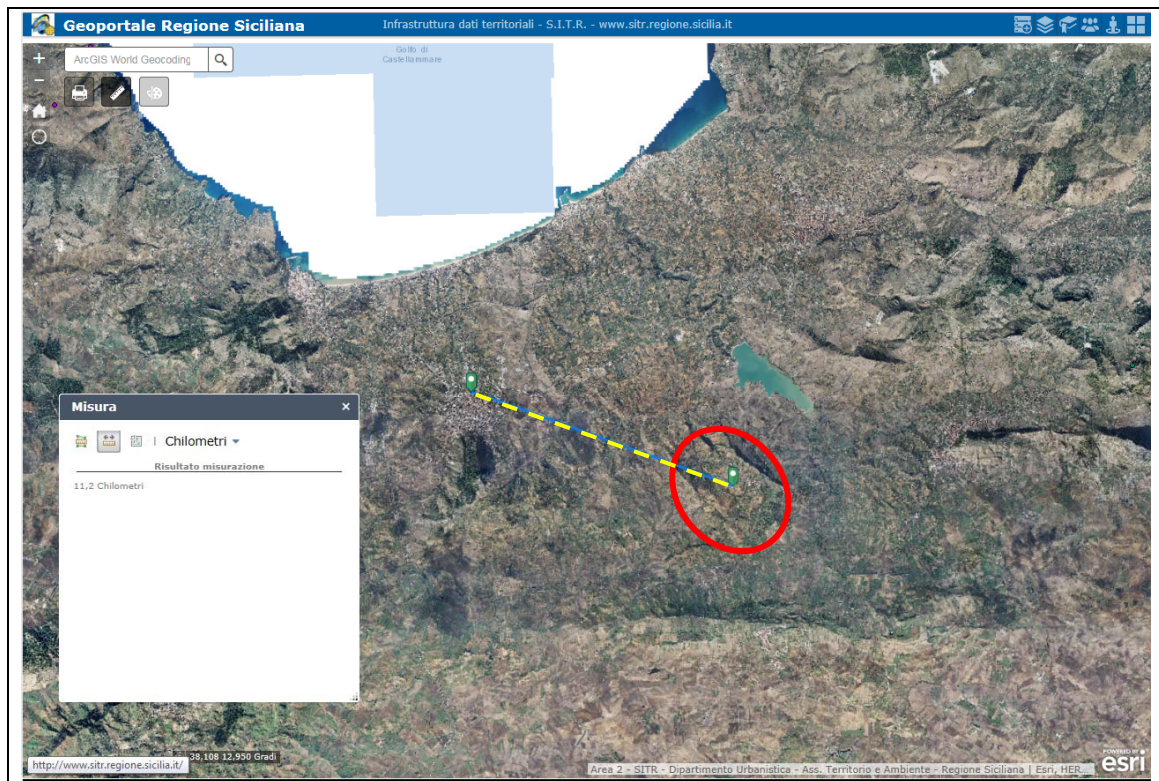 Geoportale Regione Siciliana
Infrastruttura dati territoriali - S.I.T.R. - www.sitr.regione.sicilia.it
ArcGIS World Geocoding
Golfo di
Castellammare
Misura
Chilometri
Risultato misurazione
11,2 Chilometri
38,108 12,950 Gradi
http://www.sitr.regione.sicilia.it/
Area 2 - SITR - Dipartimento Urbanistica - Ass. Territorio e Ambiente - Regione Siciliana | Esri, HER...
POWERED BY
esri